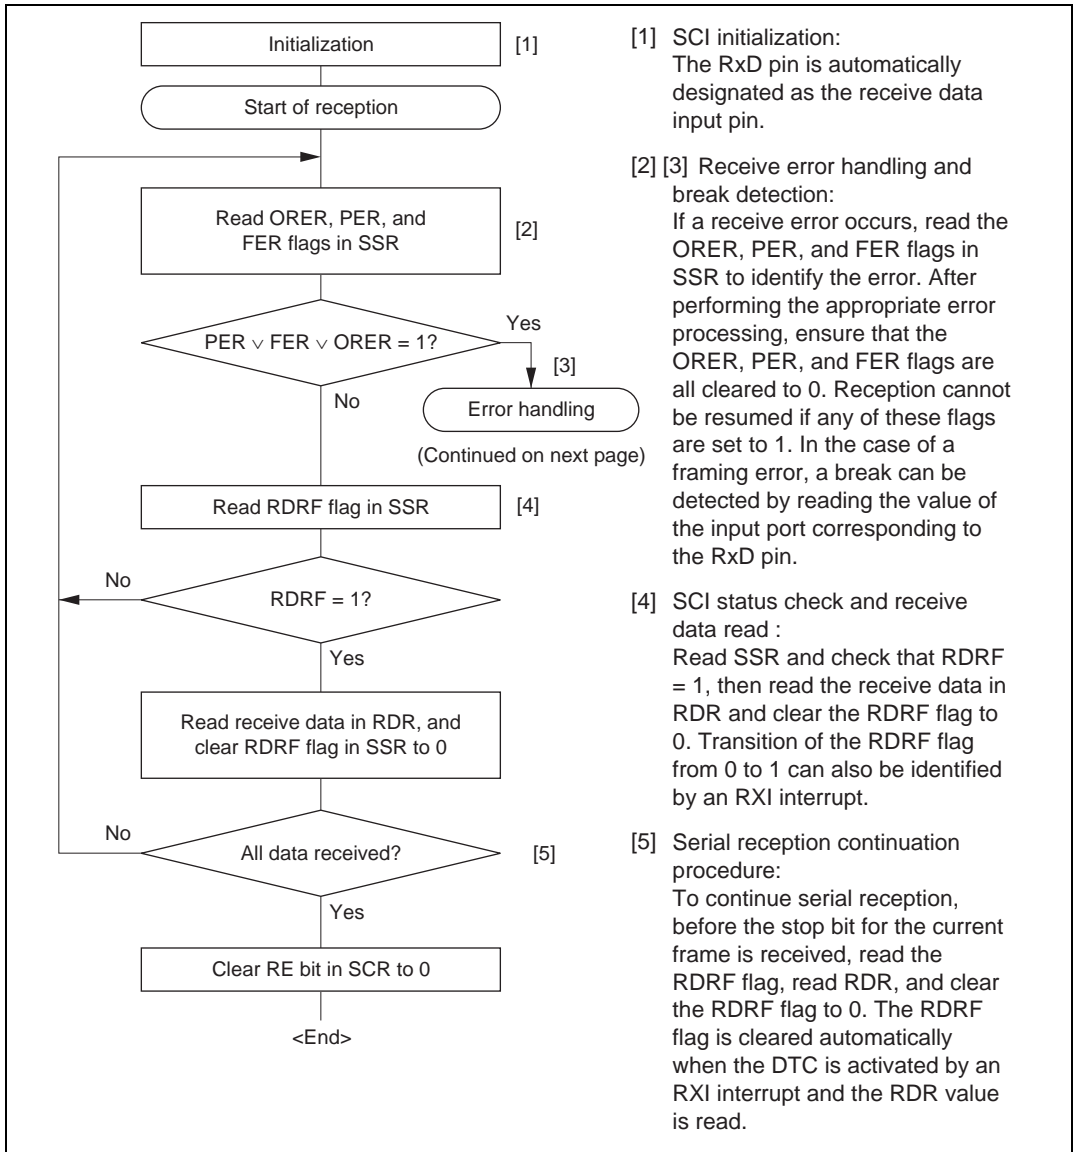 Initialization
[1]
Start of reception
Read ORER, PER, and
FER flags in SSR
[2]
PER ∨ FER ∨ ORER = 1?
Yes
[3]
No
Error handling
(Continued on next page)
Read RDRF flag in SSR
[4]
No
RDRF = 1?
Yes
Read receive data in RDR, and
clear RDRF flag in SSR to 0
No
All data received?
[5]
Yes
Clear RE bit in SCR to 0
<End>
[1] SCI initialization:
The RxD pin is automatically
designated as the receive data
input pin.
[2] [3] Receive error handling and
break detection:
If a receive error occurs, read the
ORER, PER, and FER flags in
SSR to identify the error. After
performing the appropriate error
processing, ensure that the
ORER, PER, and FER flags are
all cleared to 0. Reception cannot
be resumed if any of these flags
are set to 1. In the case of a
framing error, a break can be
detected by reading the value of
the input port corresponding to
the RxD pin.
[4] SCI status check and receive
data read :
Read SSR and check that RDRF
= 1, then read the receive data in
RDR and clear the RDRF flag to
0. Transition of the RDRF flag
from 0 to 1 can also be identified
by an RXI interrupt.
[5] Serial reception continuation
procedure:
To continue serial reception,
before the stop bit for the current
frame is received, read the
RDRF flag, read RDR, and clear
the RDRF flag to 0. The RDRF
flag is cleared automatically
when the DTC is activated by an
RXI interrupt and the RDR value
is read.